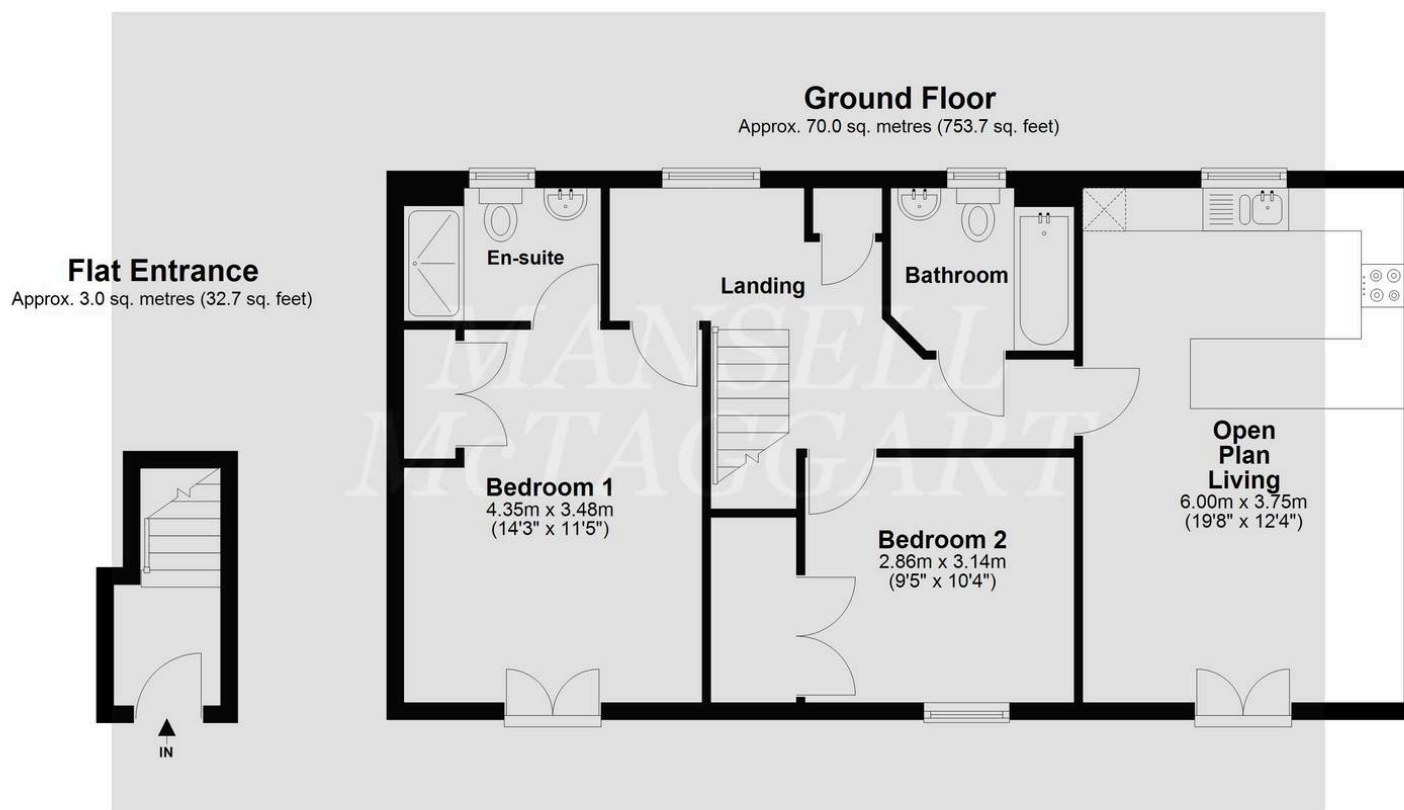 Ground Floor
Approx. 70.0 sq. metres (753.7 sq. feet)
Flat Entrance
Approx. 3.0 sq. metres (32.7 sq. feet)
En-suite
Landing
Bathroom
MANSELL
McTAGGART
Bedroom 1
4.35m x 3.48m
(14'3" x 11'5")
Bedroom 2
2.86m x 3.14m
(9'5" x 10'4")
Open
Plan
Living
6.00m x 3.75m
(19'8" x 12'4")
IN